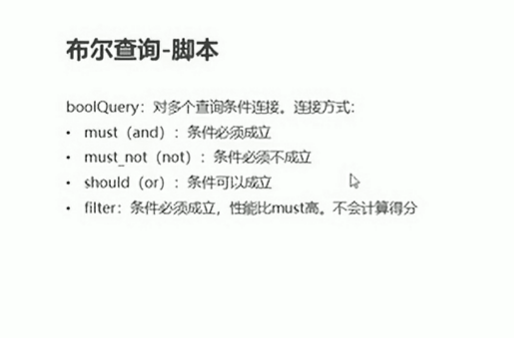 布尔查询-脚本
boolQuery：对多个查询条件连接。连接方式：
• must（and）：条件必须成立
• must_not（not）：条件必须不成立
• should（or）：条件可以成立
• filter：条件必须成立，性能比must高。不会计算得分